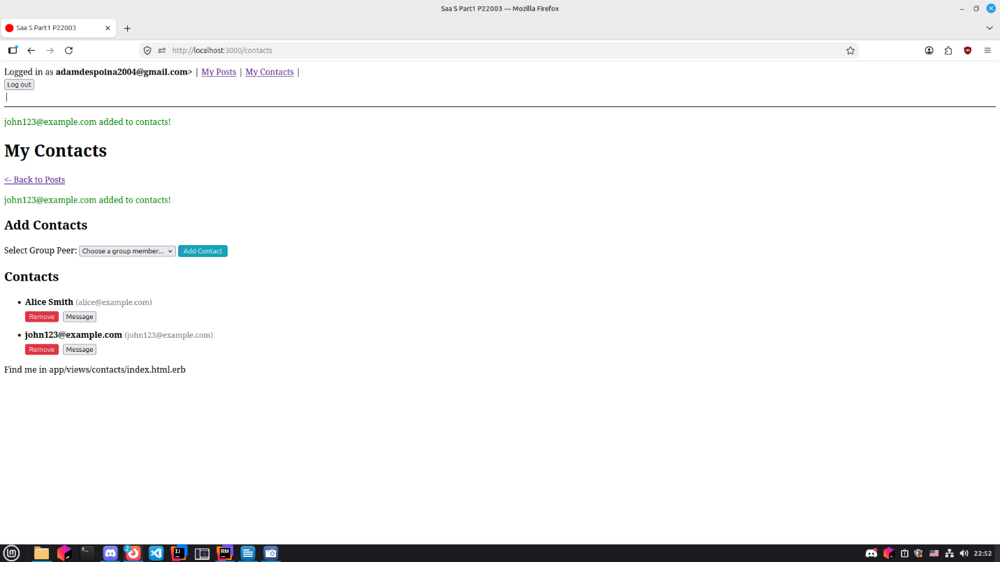 Saa S Part1 P22003 — Mozilla Firefox
Saa S Part1 P22003
http://localhost:3000/contacts
Logged in as adamdespoina2004@gmail.com> | My Posts | My Contacts |
Log out
|
john123@example.com added to contacts!
My Contacts
<- Back to Posts
john123@example.com added to contacts!
Add Contacts
Select Group Peer: Choose a group member... Add Contact
Contacts
• Alice Smith (alice@example.com)
Remove Message
• john123@example.com (john123@example.com)
Remove Message
Find me in app/views/contacts/index.html.erb
2 IJ RM 22:52